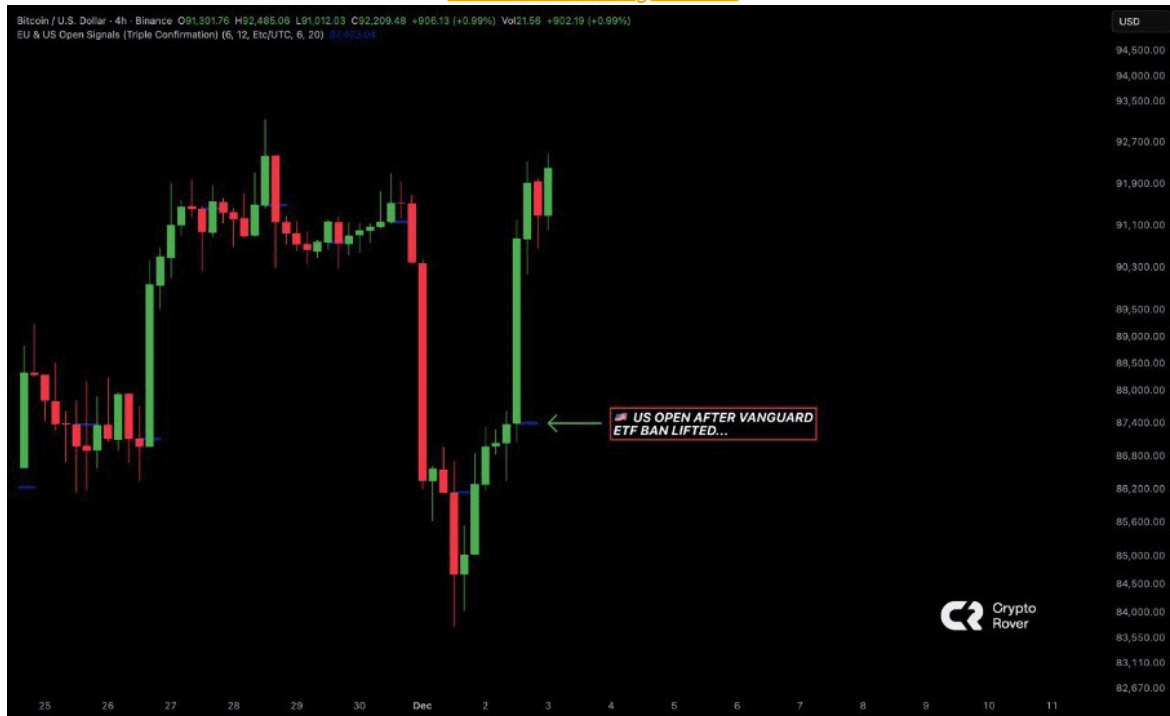 Bitcoin / U.S. Dollar · 4h · Binance O91,301.76 H92,485.06 L91,012.03 C92,209.48 +906.13 (+0.99%) Vol21.56 +902.19 (+0.99%)
EU & US Open Signals (Triple Confirmation) (6, 12, Etc/UTC, 6, 20)
USD
94,500.00
94,000.00
93,500.00
92,700.00
91,900.00
91,100.00
90,300.00
89,500.00
89,000.00
88,500.00
88,000.00
🇺🇸 US OPEN AFTER VANGUARD
ETF BAN LIFTED...
87,400.00
86,800.00
86,200.00
85,600.00
85,000.00
84,500.00
84,000.00
Crypto
Rover
83,550.00
83,110.00
82,670.00
25 26 27 28 29 30 Dec 2 3 4 5 6 7 8 9 10 11